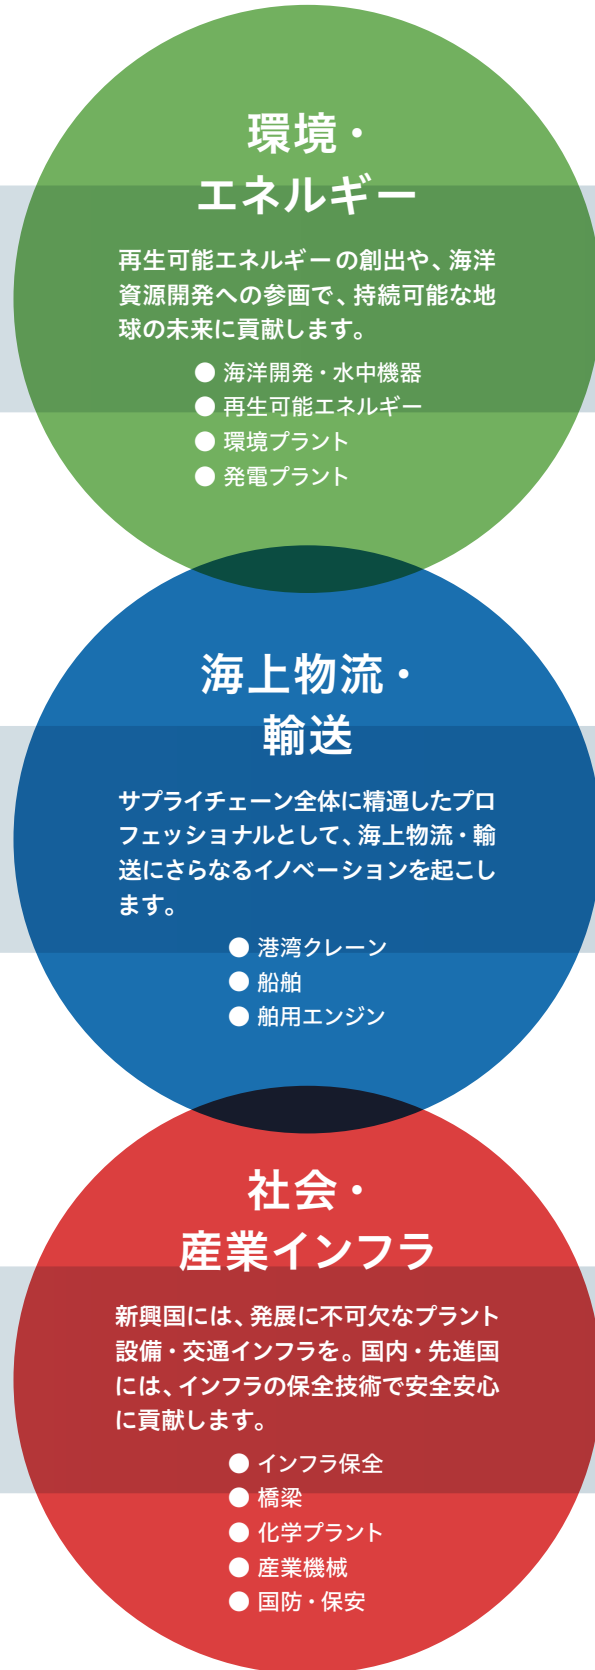 環境・
エネルギー
再生可能エネルギーの創出や、海洋
資源開発への参画で、持続可能な地
球の未来に貢献します。
● 海洋開発・水中機器
● 再生可能エネルギー
● 環境プラント
● 発電プラント
海上物流・
輸送
サプライチェーン全体に精通したプロ
フェッショナルとして、海上物流・輸
送にさらなるイノベーションを起こし
ます。
● 港湾クレーン
● 船舶
● 舶用エンジン
社会・
産業インフラ
新興国には、発展に不可欠なプラント
設備・交通インフラを。国内・先進国
には、インフラの保全技術で安全安心
に貢献します。
● インフラ保全
● 橋梁
● 化学プラント
● 産業機械
● 国防・保安